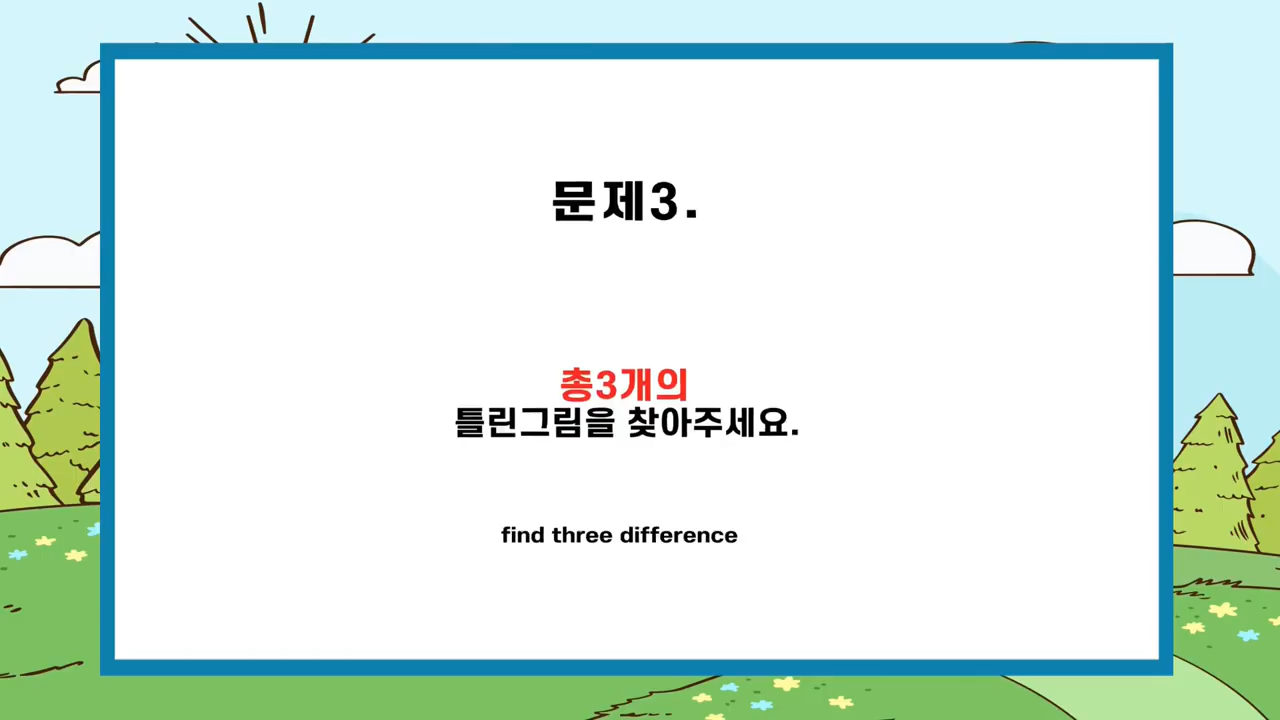 문제3.
총3개의
틀린그림을 찾아주세요.
find three difference